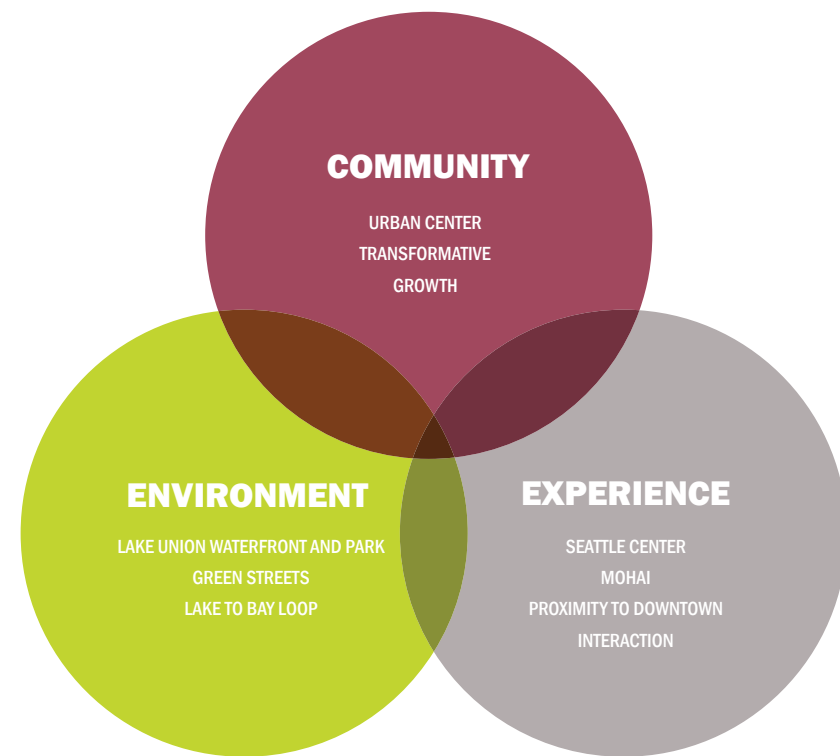 COMMUNITY
URBAN CENTER
TRANSFORMATIVE
GROWTH
ENVIRONMENT
LAKE UNION WATERFRONT AND PARK
GREEN STREETS
LAKE TO BAY LOOP
EXPERIENCE
SEATTLE CENTER
MOHAI
PROXIMITY TO DOWNTOWN
INTERACTION